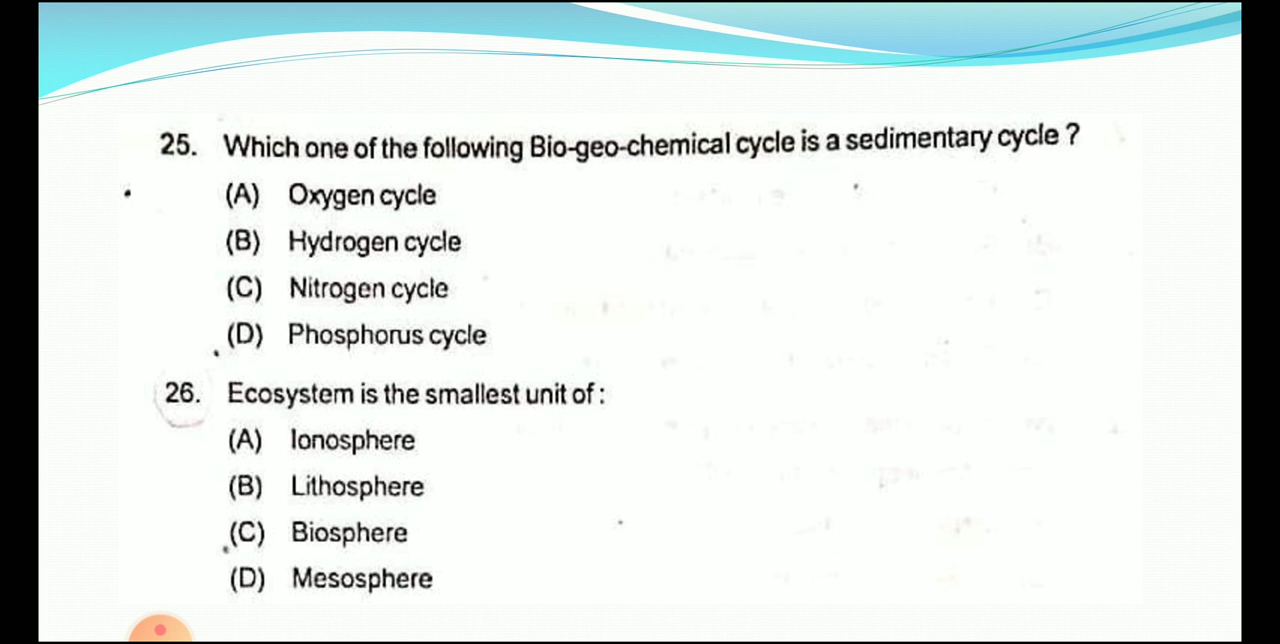 25. Which one of the following Bio-geo-chemical cycle is a sedimentary cycle ?
(A) Oxygen cycle
(B) Hydrogen cycle
(C) Nitrogen cycle
(D) Phosphorus cycle
26. Ecosystem is the smallest unit of :
(A) Ionosphere
(B) Lithosphere
(C) Biosphere
(D) Mesosphere